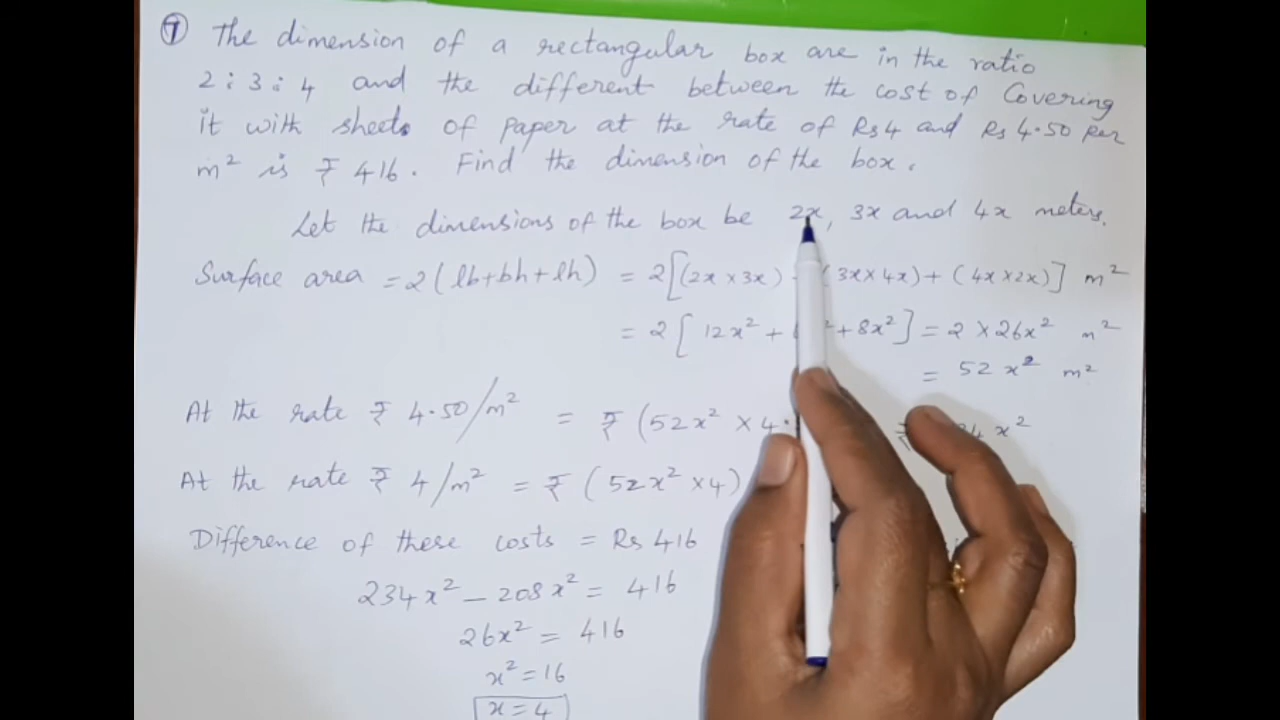 7 The dimension of a rectangular box are in the ratio
2 : 3 : 4 and the different between the cost of Covering
it with sheets of paper at the rate of Rs 4 and Rs 4.50 per
m² is ₹ 416. Find the dimension of the box.
Let the dimensions of the box be 2x, 3x and 4x meters.
Surface area = 2(lb+bh+lh) = 2[(2x × 3x) (3x × 4x) + (4x × 2x)] m²
= 2[12x² + + 8x²] = 2 × 26x² m²
= 52 x² m²
At the rate ₹ 4.50/m² = ₹ (52x² × 4. ₹ 4 x²
At the rate ₹ 4/m² = ₹ (52x² × 4)
Difference of these costs = Rs 416
234x² - 208x² = 416
26x² = 416
x² = 16
x = 4